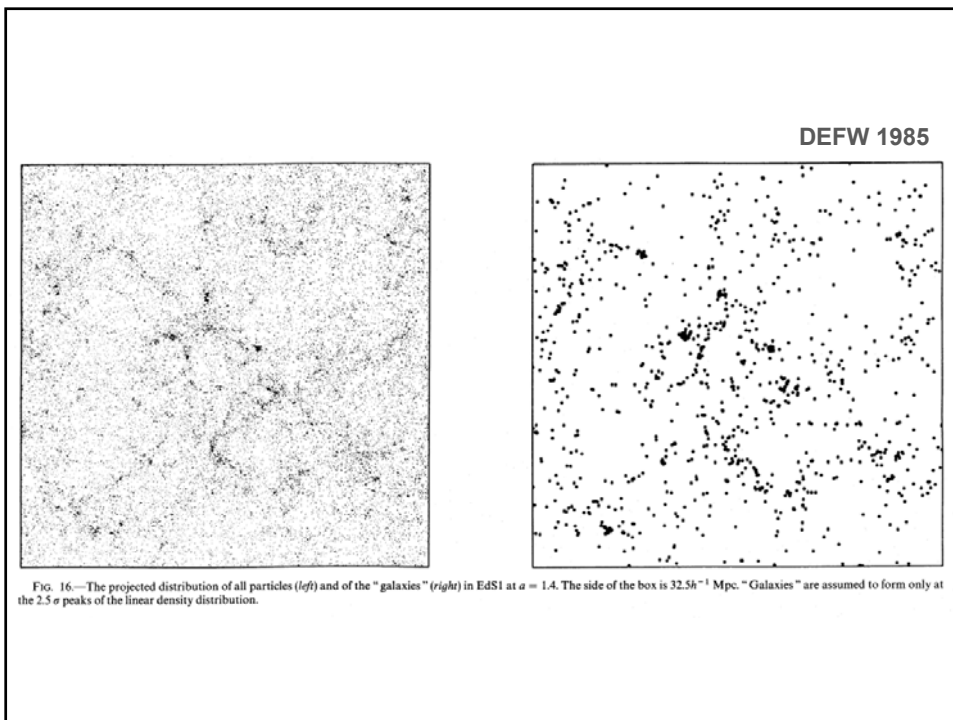 DEFW 1985
FIG. 16.—The projected distribution of all particles (left) and of the “galaxies” (right) in EdS1 at a = 1.4. The side of the box is 32.5h⁻¹ Mpc. “Galaxies” are assumed to form only at
the 2.5 σ peaks of the linear density distribution.